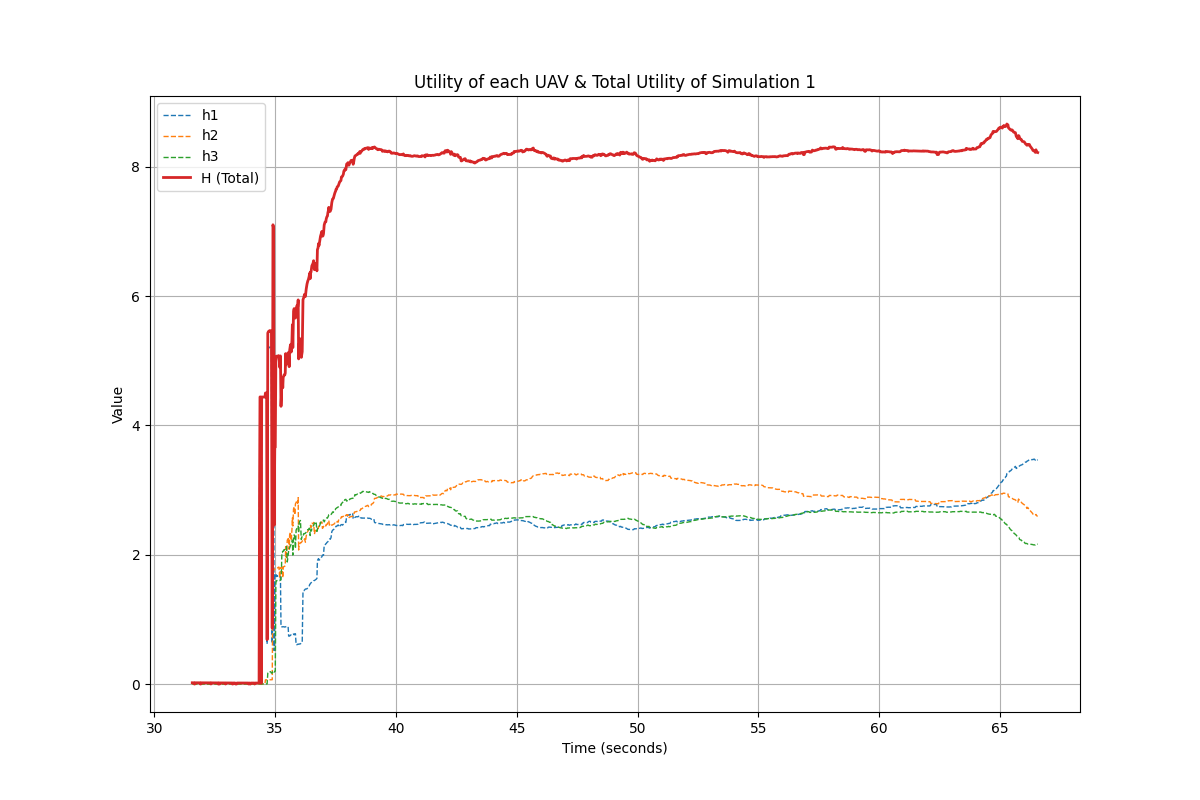 Utility of each UAV & Total Utility of Simulation 1
h1
h2
h3
H (Total)
Value
8
6
4
2
0
30 35 40 45 50 55 60 65
Time (seconds)